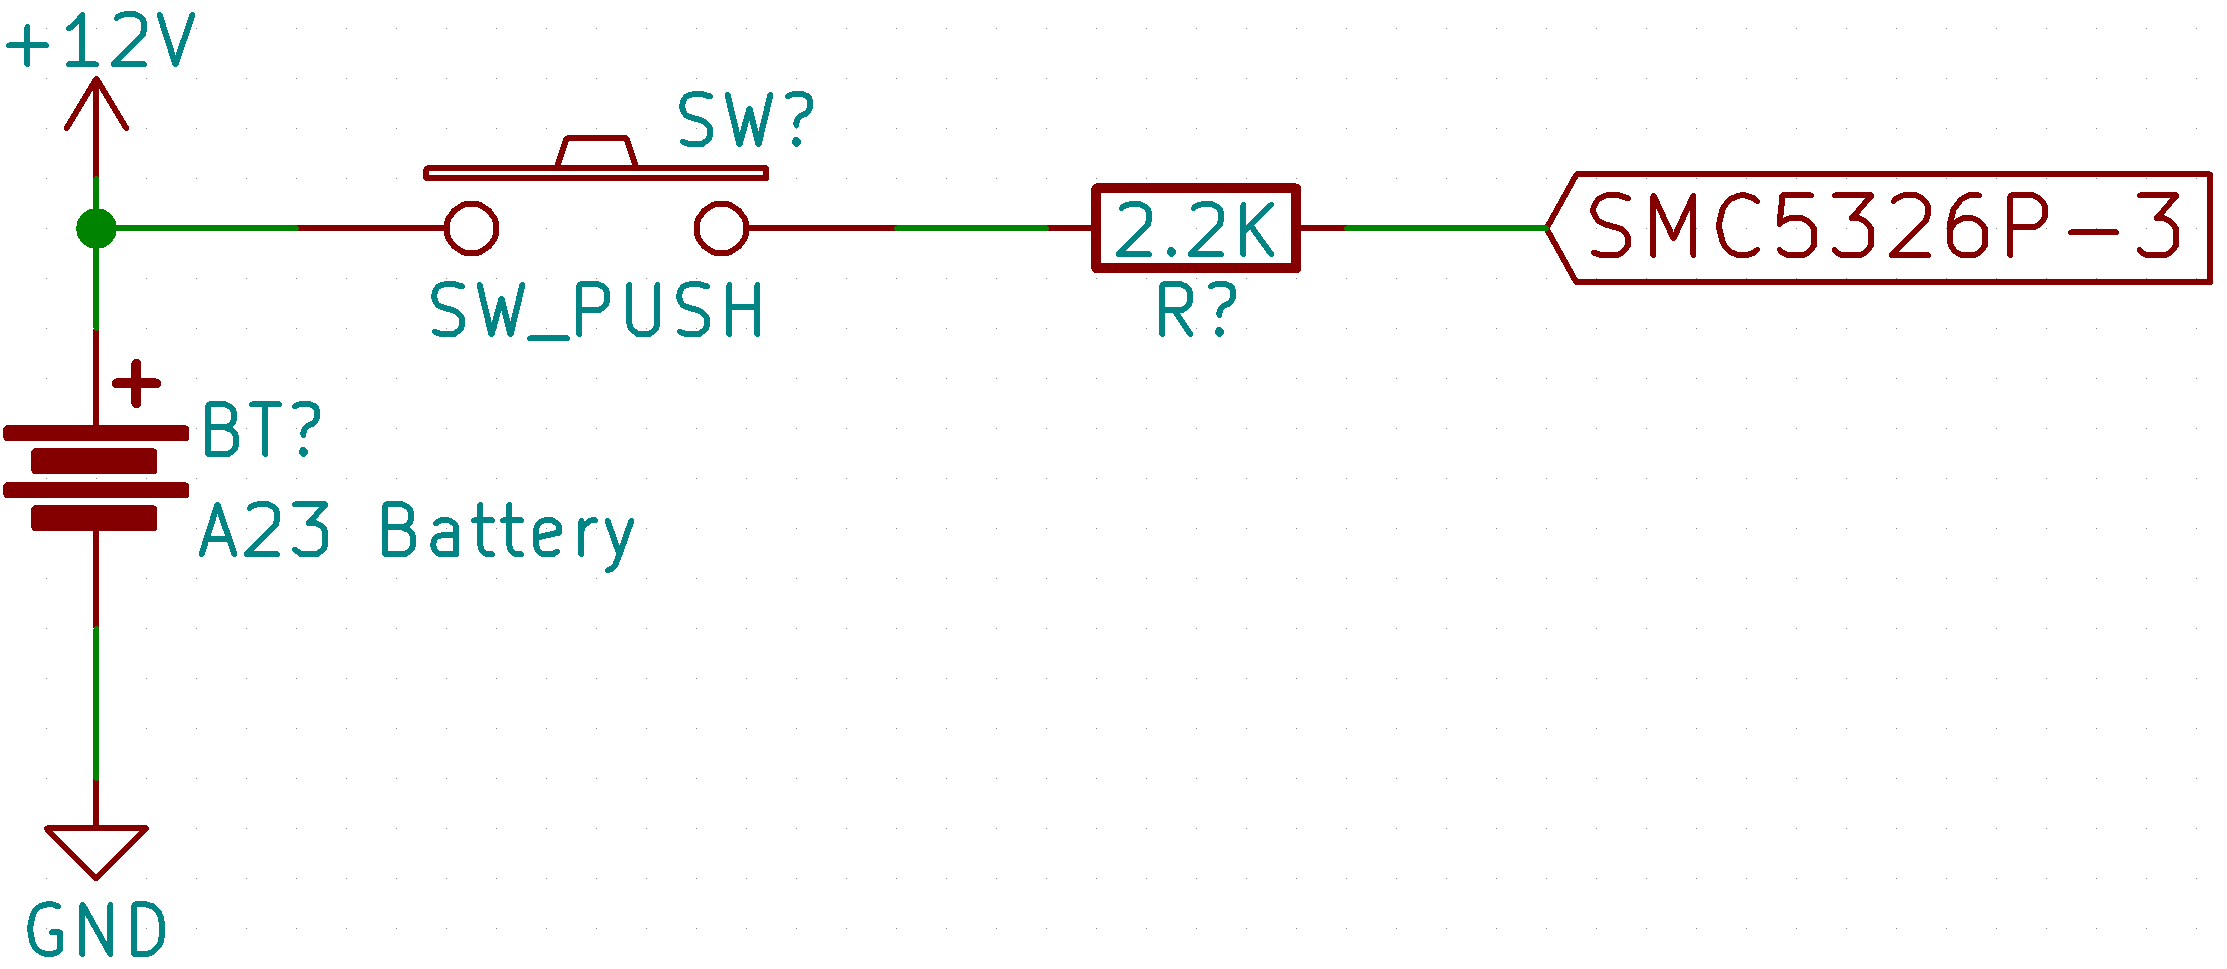 +12V
SW?
SW_PUSH
2.2K
R?
SMC5326P-3
+
BT?
A23 Battery
GND